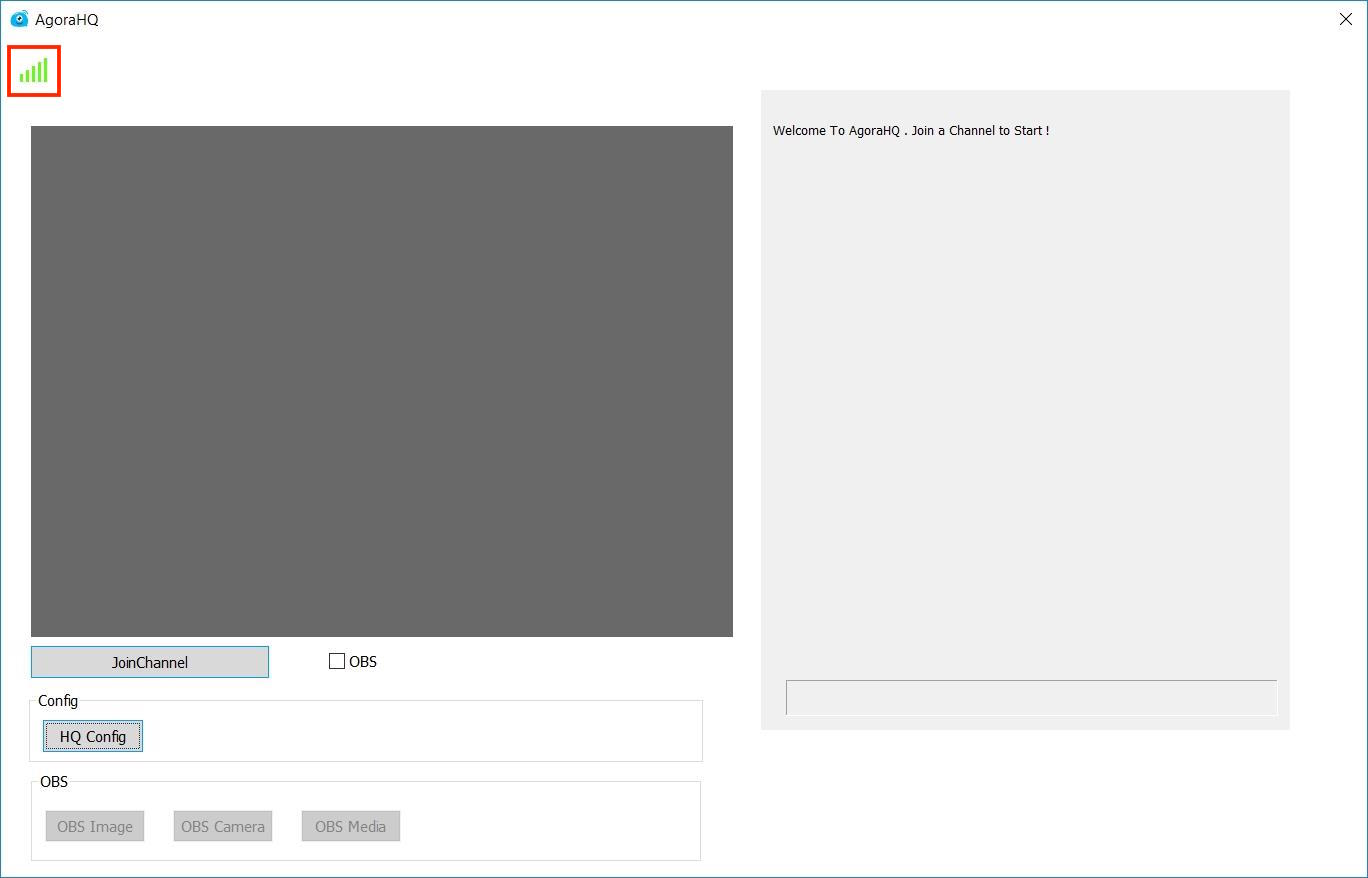 AgoraHQ
Welcome To AgoraHQ . Join a Channel to Start !
JoinChannel
OBS
Config
HQ Config
OBS
OBS Image
OBS Camera
OBS Media